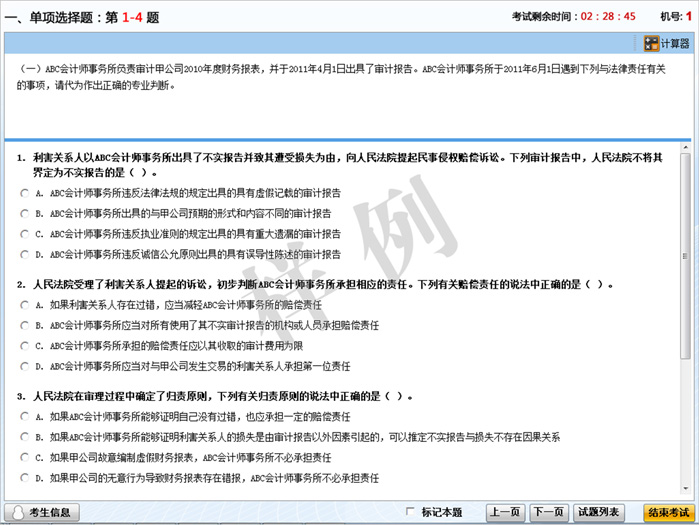 一、单项选择题：第 1-4 题
考试剩余时间：02：28：45
机号：1
计算器
（一）ABC会计师事务所负责审计甲公司2010年度财务报表，并于2011年4月1日出具了审计报告。ABC会计师事务所于2011年6月1日遇到下列与法律责任有关
的事项，请代为作出正确的专业判断。
1. 利害关系人以ABC会计师事务所出具了不实报告并致其遭受损失为由，向人民法院提起民事侵权赔偿诉讼。下列审计报告中，人民法院不将其
界定为不实报告的是（ ）。
A. ABC会计师事务所违反法律法规的规定出具的具有虚假记载的审计报告
B. ABC会计师事务所出具的与甲公司预期的形式和内容不同的审计报告
C. ABC会计师事务所违反执业准则的规定出具的具有重大遗漏的审计报告
D. ABC会计师事务所违反诚信公允原则出具的具有误导性陈述的审计报告
2. 人民法院受理了利害关系人提起的诉讼，初步判断ABC会计师事务所承担相应的责任。下列有关赔偿责任的说法中正确的是（ ）。
A. 如果利害关系人存在过错，应当减轻ABC会计师事务所的赔偿责任
B. ABC会计师事务所应当对所有使用了其不实审计报告的机构或人员承担赔偿责任
C. ABC会计师事务所承担的赔偿责任应以其收取的审计费用为限
D. ABC会计师事务所应当对与甲公司发生交易的利害关系人承担第一位责任
3. 人民法院在审理过程中确定了归责原则，下列有关归责原则的说法中正确的是（ ）。
A. 如果ABC会计师事务所能够证明自己没有过错，也应承担一定的赔偿责任
B. 如果ABC会计师事务所能够证明利害关系人的损失是由审计报告以外因素引起的，可以推定不实报告与损失不存在因果关系
C. 如果甲公司故意编制虚假财务报表，ABC会计师事务所不必承担责任
D. 如果甲公司的无意行为导致财务报表存在错报，ABC会计师事务所不必承担责任
样例
考生信息
标记本题
上一页
下一页
试题列表
结束考试